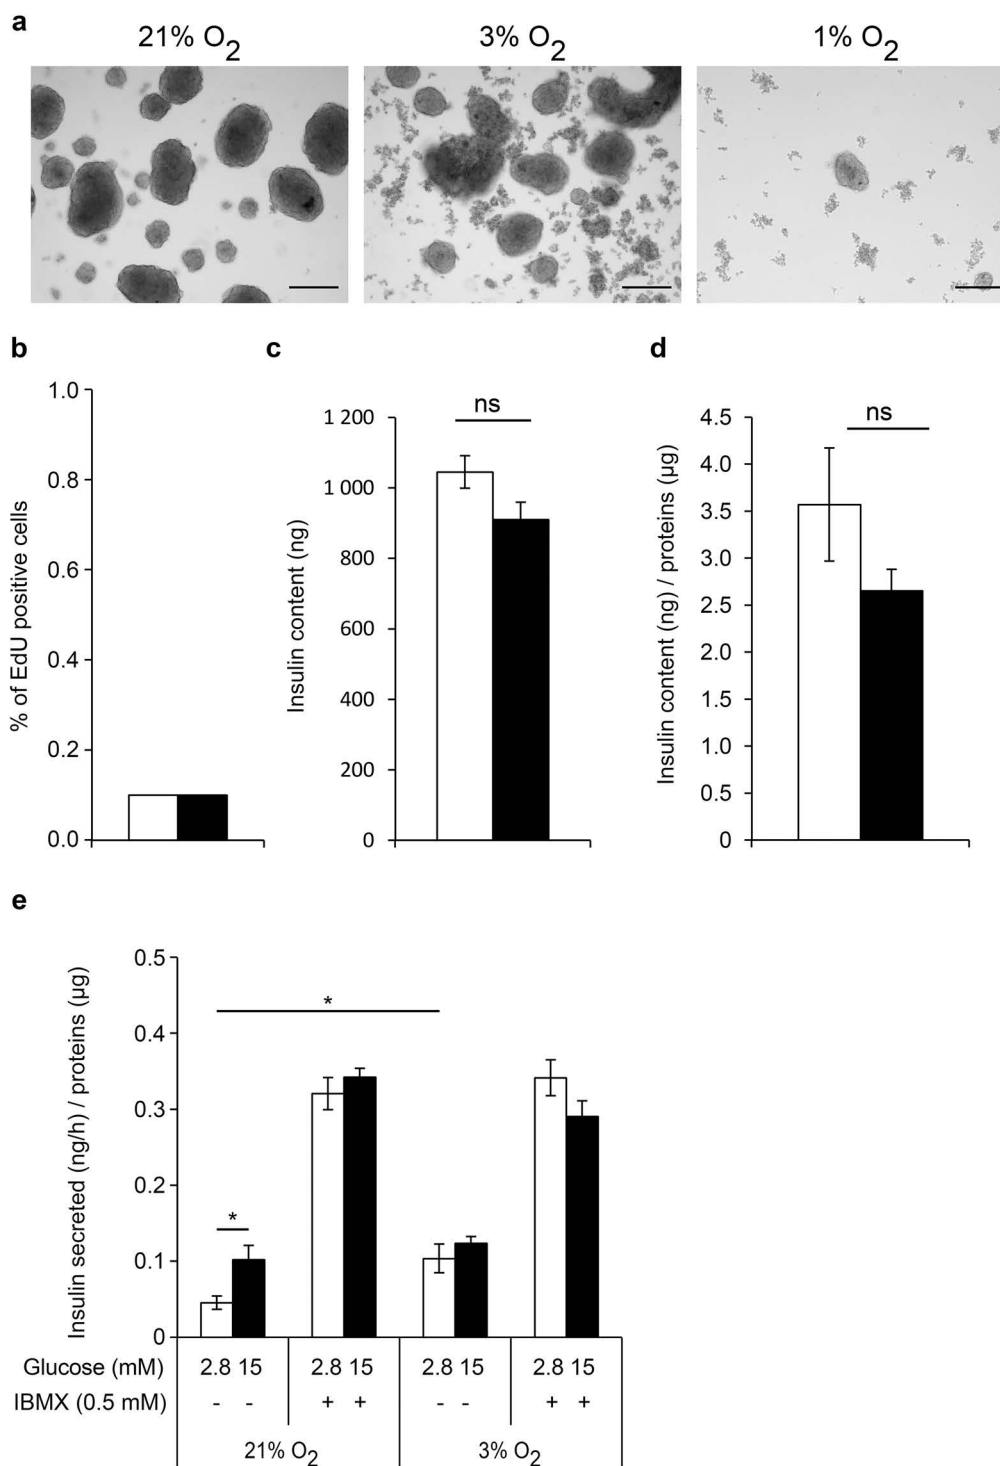 a
21% O2
3% O2
1% O2
b
c
d
% of EdU positive cells
1.0
0.8
0.6
0.4
0.2
0.0
Insulin content (ng)
1 200
1 000
800
600
400
200
0
ns
Insulin content (ng) / proteins (µg)
4.5
4.0
3.5
3.0
2.5
2.0
1.5
1.0
0.5
0
ns
e
Insulin secreted (ng/h) / proteins (µg)
0.5
0.4
0.3
0.2
0.1
0
*
*
Glucose (mM) 2.8 15 2.8 15 2.8 15 2.8 15
IBMX (0.5 mM) - - + + - - + +
21% O2 3% O2